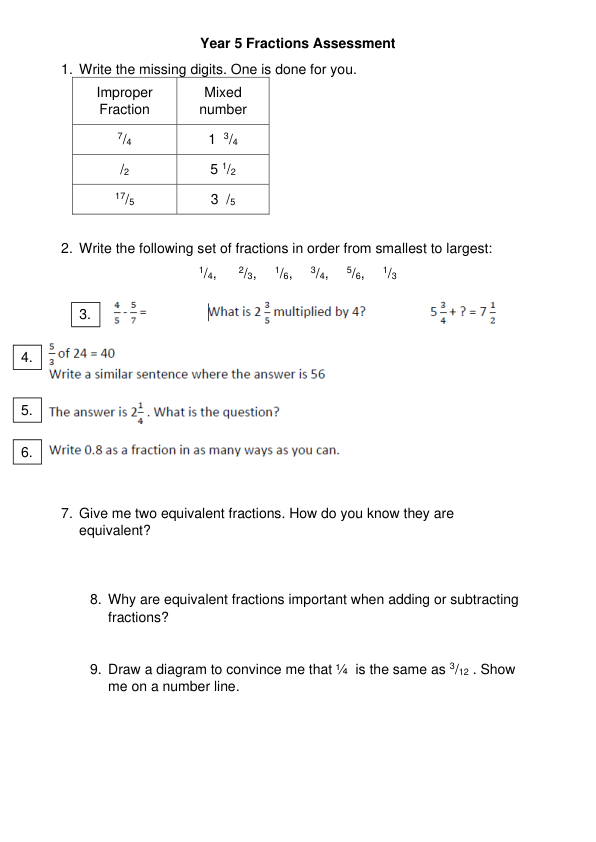 Year 5 Fractions Assessment
1. Write the missing digits. One is done for you.
Improper Fraction Mixed number
7/4 1 3/4
/2 5 1/2
17/5 3 /5
2. Write the following set of fractions in order from smallest to largest:
1/4, 2/3, 1/6, 3/4, 5/6, 1/3
3. 4/5 - 5/7 = What is 2 3/5 multiplied by 4? 5 3/4 + ? = 7 1/2
4. 5/3 of 24 = 40
Write a similar sentence where the answer is 56
5. The answer is 2 1/4. What is the question?
6. Write 0.8 as a fraction in as many ways as you can.
7. Give me two equivalent fractions. How do you know they are
equivalent?
8. Why are equivalent fractions important when adding or subtracting
fractions?
9. Draw a diagram to convince me that ¼ is the same as 3/12 . Show
me on a number line.